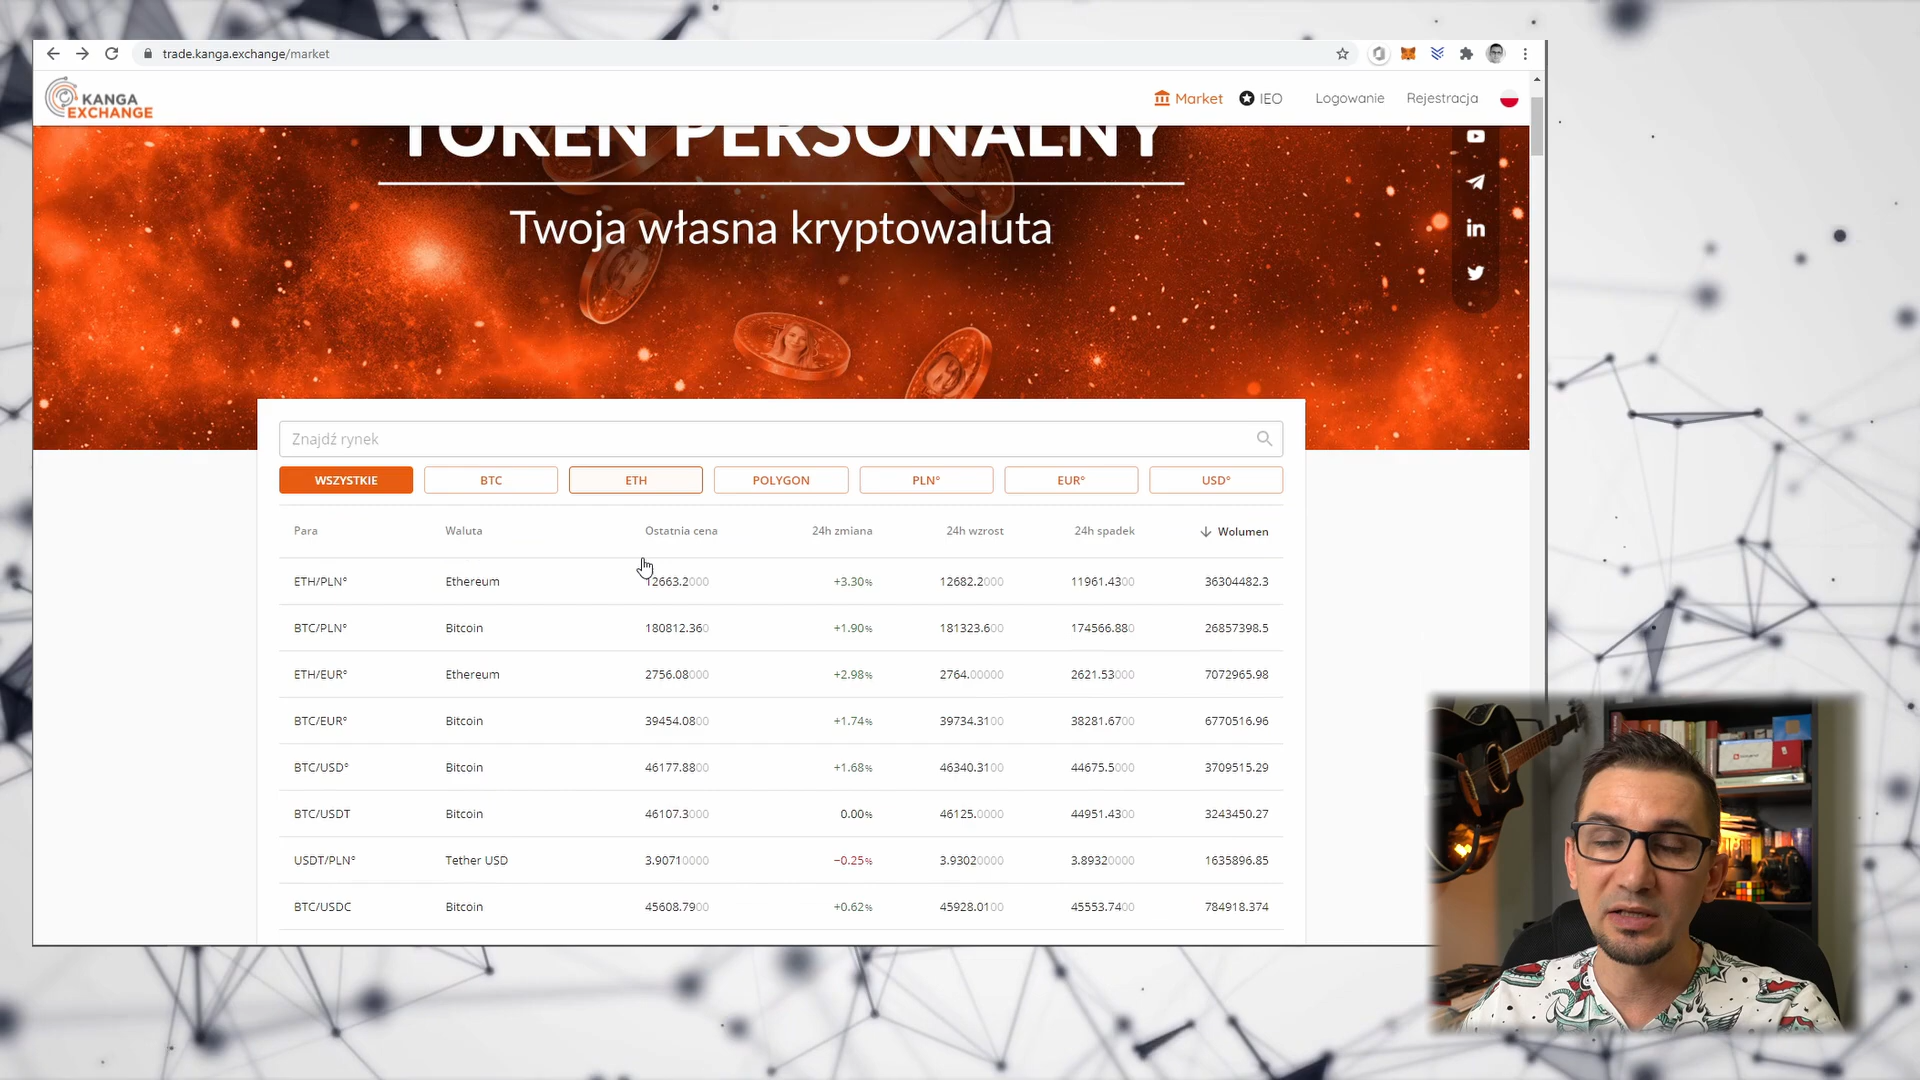 trade.kanga.exchange/market
KANGA
EXCHANGE
Market
IEO
Logowanie
Rejestracja
TOKEN PERSONALNY
Twoja własna kryptowaluta
Znajdź rynek
WSZYSTKIE BTC ETH POLYGON PLN° EUR° USD°
Para Waluta Ostatnia cena 24h zmiana 24h wzrost 24h spadek Wolumen
ETH/PLN° Ethereum 12663.2000 +3.30% 12682.2000 11961.4300 36304482.3
BTC/PLN° Bitcoin 180812.360 +1.90% 181323.600 174566.880 26857398.5
ETH/EUR° Ethereum 2756.08000 +2.98% 2764.00000 2621.53000 7072965.98
BTC/EUR° Bitcoin 39454.0800 +1.74% 39734.3100 38281.6700 6770516.96
BTC/USD° Bitcoin 46177.8800 +1.68% 46340.3100 44675.5000 3709515.29
BTC/USDT Bitcoin 46107.3000 0.00% 46125.0000 44951.4300 3243450.27
USDT/PLN° Tether USD 3.90710000 −0.25% 3.93020000 3.89320000 1635896.85
BTC/USDC Bitcoin 45608.7900 +0.62% 45928.0100 45553.7400 784918.374